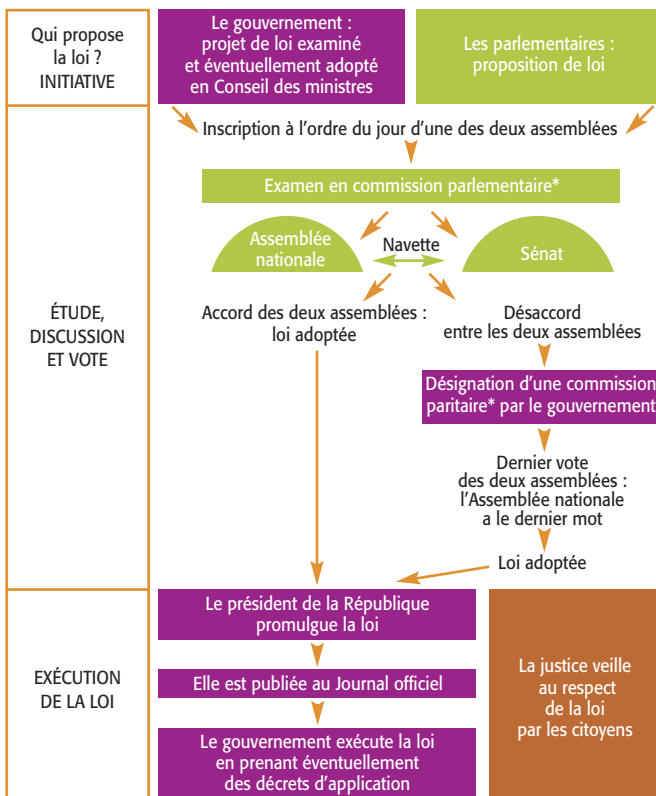 Qui propose
la loi ?
INITIATIVE
Le gouvernement :
projet de loi examiné
et éventuellement adopté
en Conseil des ministres
Les parlementaires :
proposition de loi
Inscription à l'ordre du jour d'une des deux assemblées
Examen en commission parlementaire*
Assemblée
nationale
Navette
Sénat
ÉTUDE,
DISCUSSION
ET VOTE
Accord des deux assemblées :
loi adoptée
Désaccord
entre les deux assemblées
Désignation d'une commission
paritaire* par le gouvernement
Dernier vote
des deux assemblées :
l'Assemblée nationale
a le dernier mot
Loi adoptée
EXÉCUTION
DE LA LOI
Le président de la République
promulgue la loi
Elle est publiée au Journal officiel
Le gouvernement exécute la loi
en prenant éventuellement
des décrets d'application
La justice veille
au respect
de la loi
par les citoyens